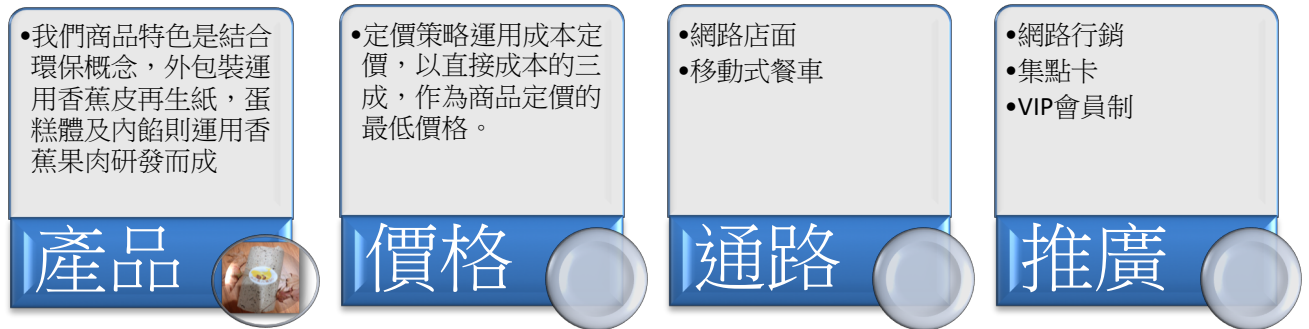 •我們商品特色是結合
環保概念，外包裝運
用香蕉皮再生紙，蛋
糕體及內餡則運用香
蕉果肉研發而成
產品
•定價策略運用成本定
價，以直接成本的三
成，作為商品定價的
最低價格。
價格
•網路店面
•移動式餐車
通路
•網路行銷
•集點卡
•VIP會員制
推廣